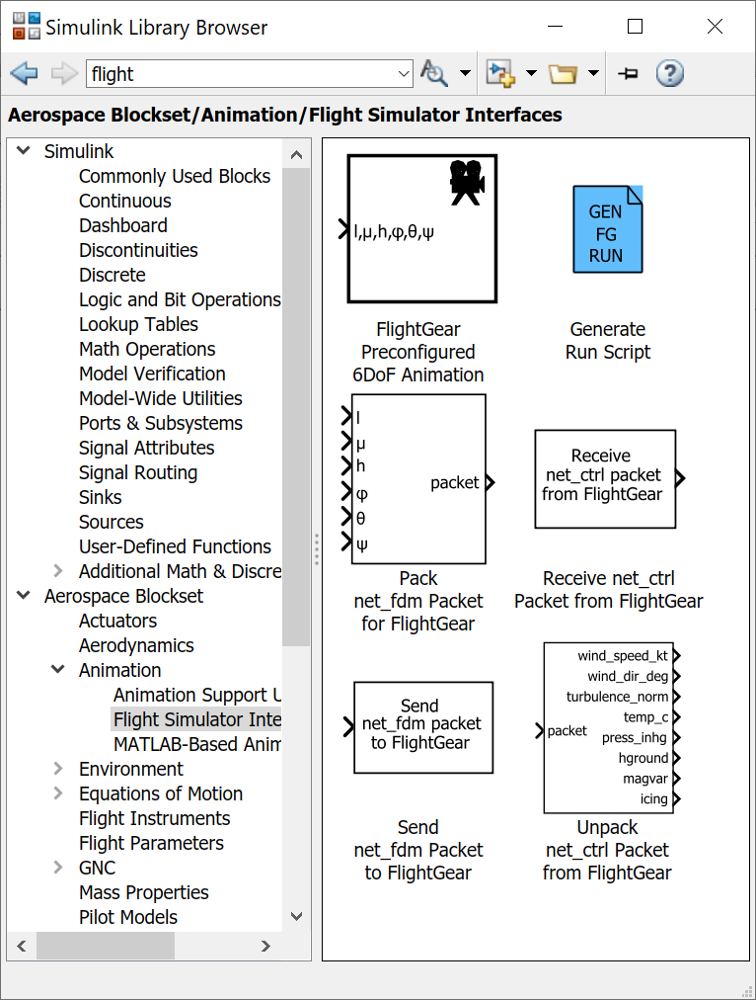 Simulink Library Browser
flight
Aerospace Blockset/Animation/Flight Simulator Interfaces
Simulink
Commonly Used Blocks
Continuous
Dashboard
Discontinuities
Discrete
Logic and Bit Operations
Lookup Tables
Math Operations
Model Verification
Model-Wide Utilities
Ports & Subsystems
Signal Attributes
Signal Routing
Sinks
Sources
User-Defined Functions
Additional Math & Discre
Aerospace Blockset
Actuators
Aerodynamics
Animation
Animation Support U
Flight Simulator Inte
MATLAB-Based Anim
Environment
Equations of Motion
Flight Instruments
Flight Parameters
GNC
Mass Properties
Pilot Models
l,μ,h,φ,θ,ψ
FlightGear
Preconfigured
6DoF Animation
GEN
FG
RUN
Generate
Run Script
l
μ
h
φ
θ
ψ
packet
Pack
net_fdm Packet
for FlightGear
Receive
net_ctrl packet
from FlightGear
Receive net_ctrl
Packet from FlightGear
Send
net_fdm packet
to FlightGear
Send
net_fdm Packet
to FlightGear
packet
wind_speed_kt
wind_dir_deg
turbulence_norm
temp_c
press_inhg
hground
magvar
icing
Unpack
net_ctrl Packet
from FlightGear